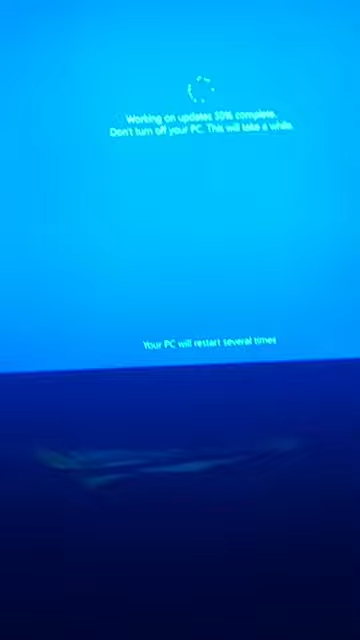 Working on updates 30% complete.
Don't turn off your PC. This will take a while.
Your PC will restart several times